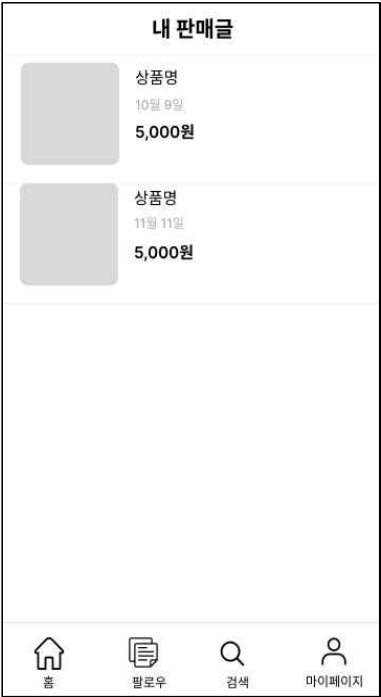 내 판매글
상품명
10월 9일
5,000원
상품명
11월 11일
5,000원
홈
팔로우
검색
마이페이지